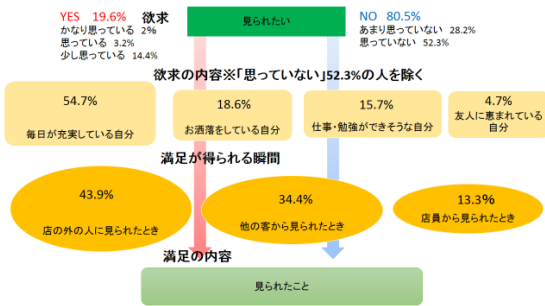 YES 19.6%
欲求
かなり思っている 2%
思っている 3.2%
少し思っている 14.4%
見られたい
NO 80.5%
あまり思っていない 28.2%
思っていない 52.3%
欲求の内容※「思っていない」52.3%の人を除く
54.7%
毎日が充実している自分
18.6%
お洒落をしている自分
15.7%
仕事・勉強ができそうな自分
4.7%
友人に恵まれている
自分
満足が得られる瞬間
43.9%
店の外の人に見られたとき
34.4%
他の客から見られたとき
13.3%
店員から見られたとき
満足の内容
見られたこと